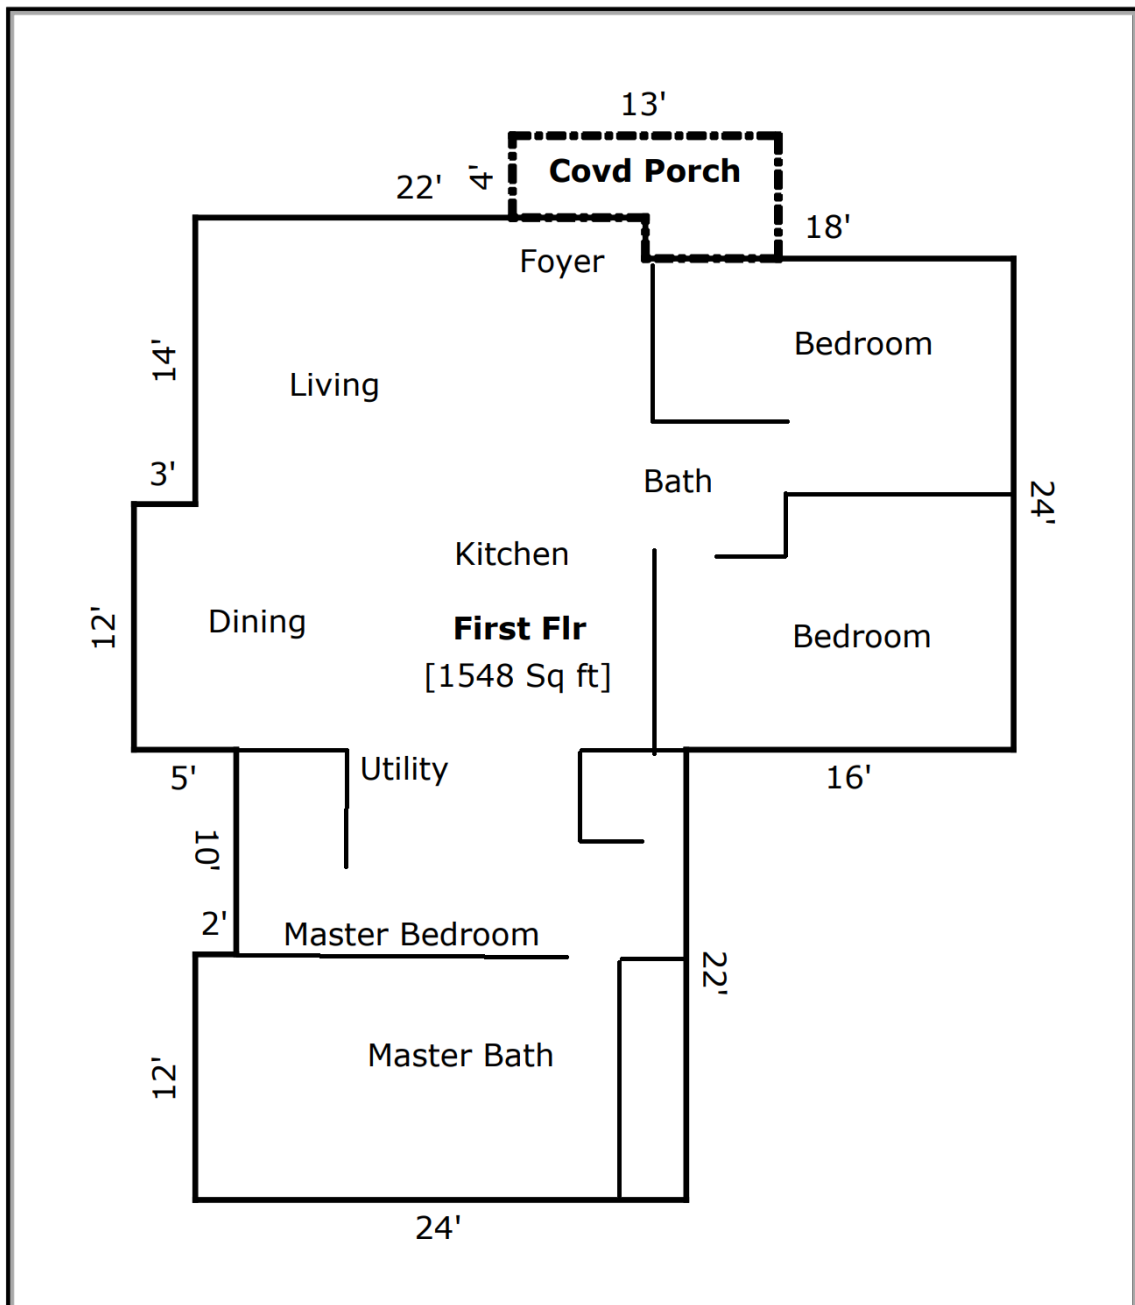 13'
4'
Covd Porch
22'
18'
Foyer
14'
Bedroom
Living
3'
Bath
24'
Kitchen
12'
Dining
First Flr
Bedroom
[1548 Sq ft]
5'
Utility
16'
10'
2'
Master Bedroom
22'
12'
Master Bath
24'